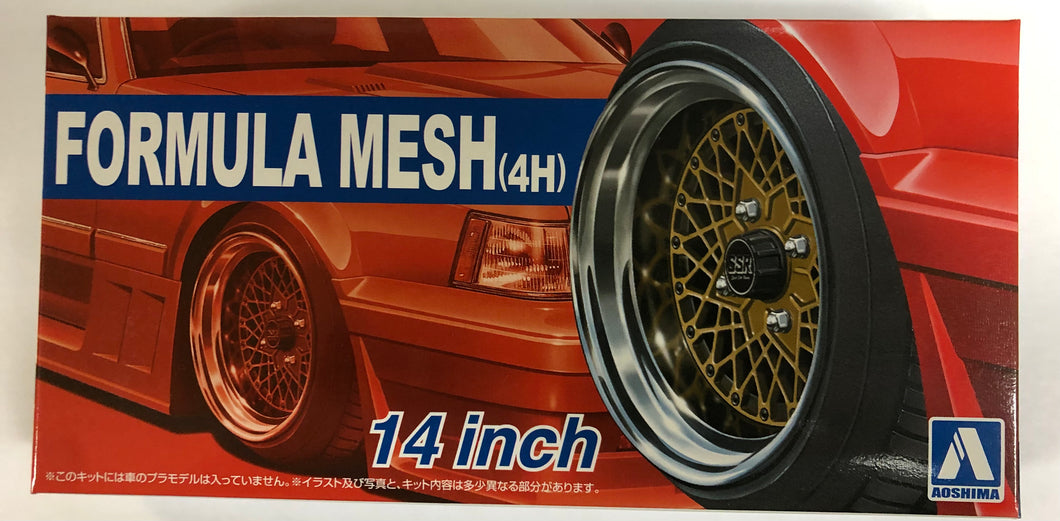 FORMULA MESH(4H)
SSR
14 inch
※このキットには車のプラモデルは入っていません。※イラスト及び写真と、キット内容は多少異なる部分があります。
AOSHIMA